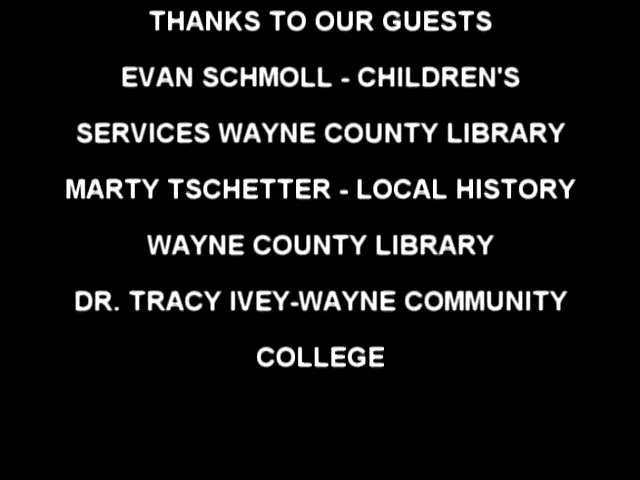 THANKS TO OUR GUESTS
EVAN SCHMOLL - CHILDREN'S
SERVICES WAYNE COUNTY LIBRARY
MARTY TSCHETTER - LOCAL HISTORY
WAYNE COUNTY LIBRARY
DR. TRACY IVEY-WAYNE COMMUNITY
COLLEGE